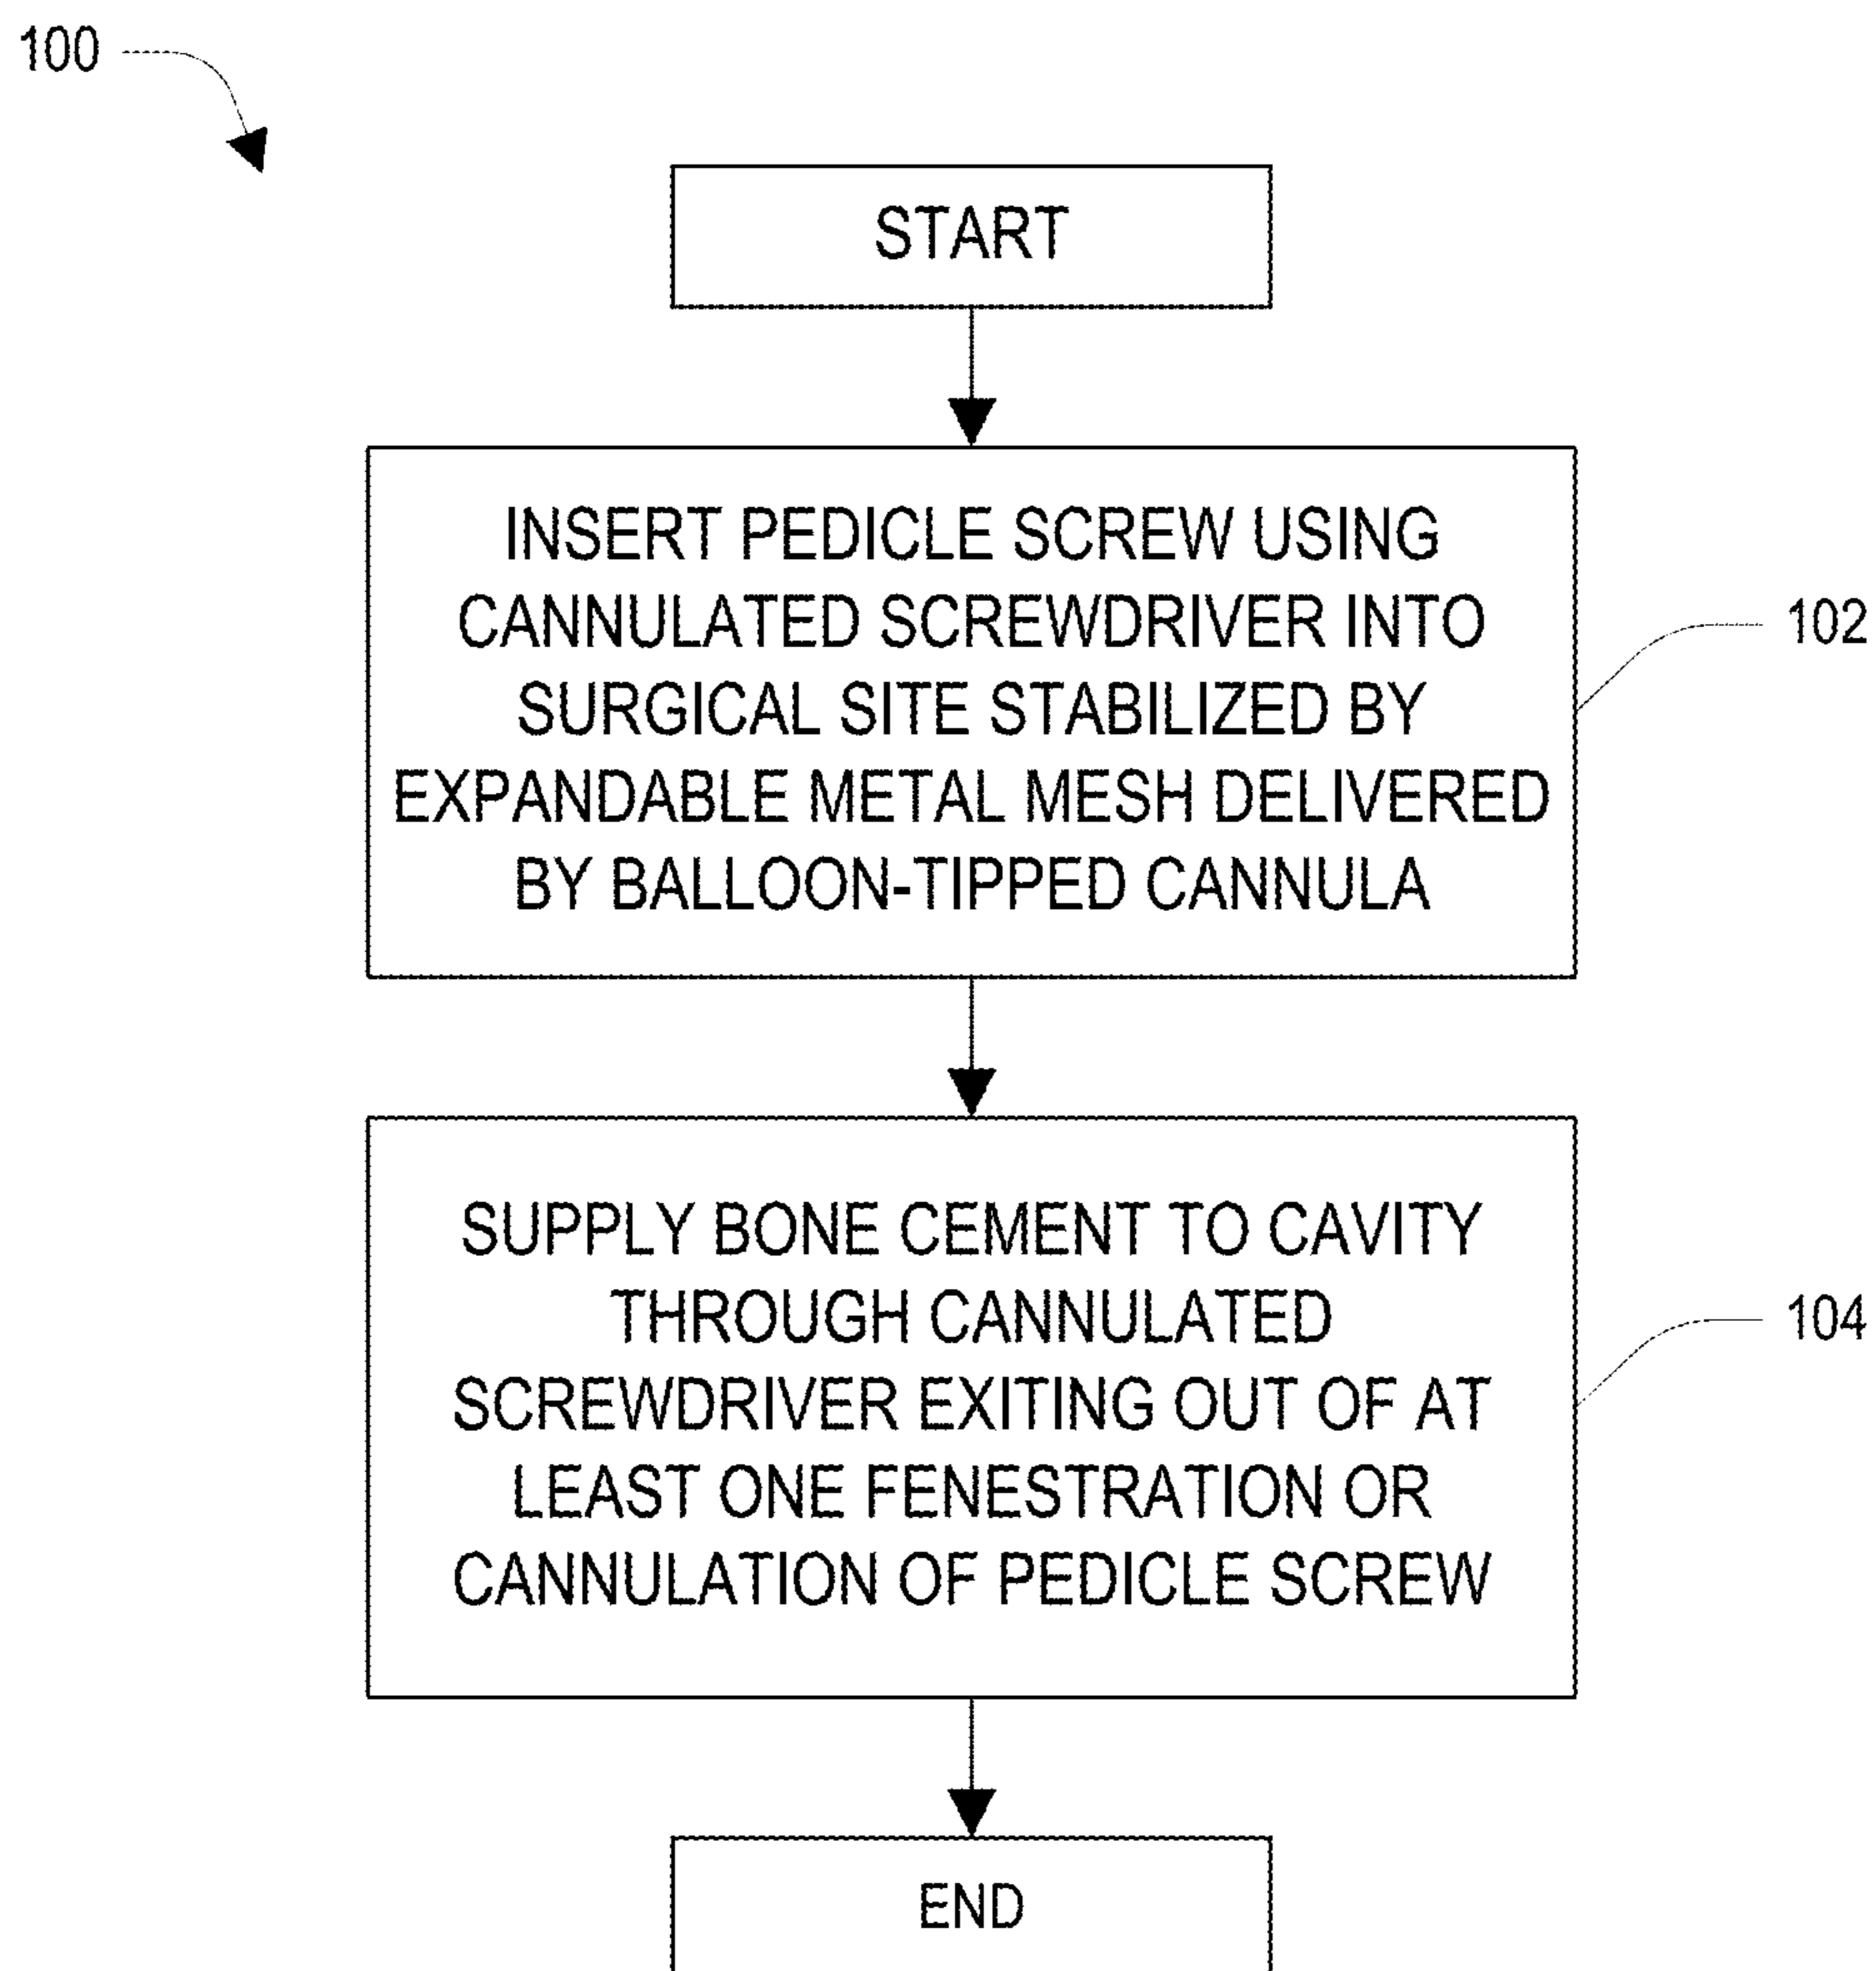 100
START
INSERT PEDICLE SCREW USING
CANNULATED SCREWDRIVER INTO
SURGICAL SITE STABILIZED BY
EXPANDABLE METAL MESH DELIVERED
BY BALLOON-TIPPED CANNULA
102
SUPPLY BONE CEMENT TO CAVITY
THROUGH CANNULATED
SCREWDRIVER EXITING OUT OF AT
LEAST ONE FENESTRATION OR
CANNULATION OF PEDICLE SCREW
104
END